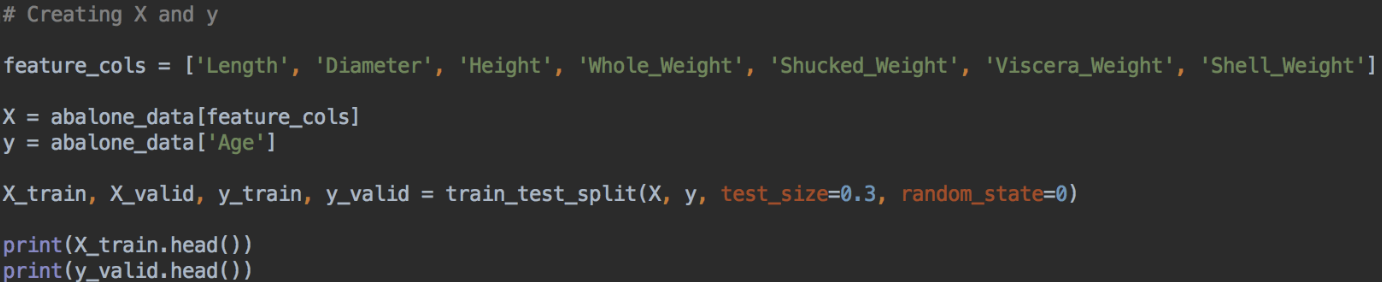 # Creating X and y
feature_cols = ['Length', 'Diameter', 'Height', 'Whole_Weight', 'Shucked_Weight', 'Viscera_Weight', 'Shell_Weight']
X = abalone_data[feature_cols]
y = abalone_data['Age']
X_train, X_valid, y_train, y_valid = train_test_split(X, y, test_size=0.3, random_state=0)
print(X_train.head())
print(y_valid.head())